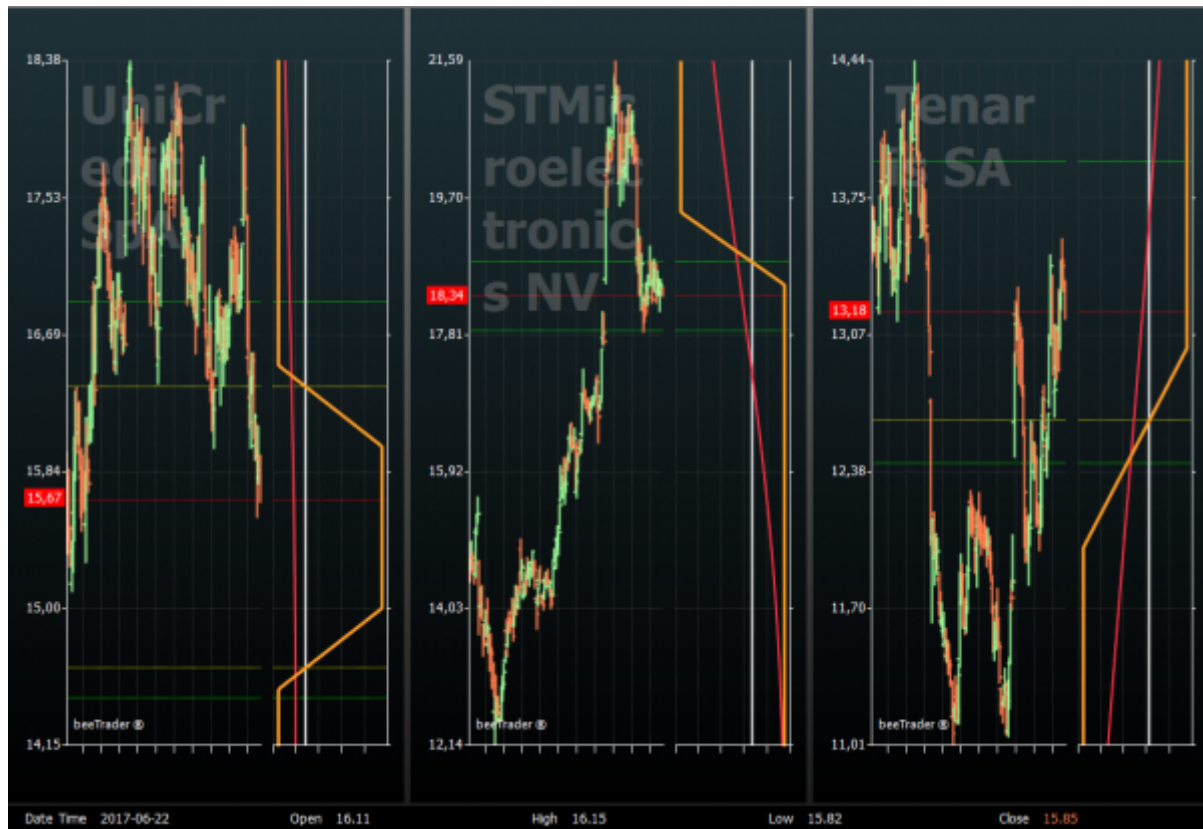 18,38
17,53
16,69
15,84
15,67
15,00
14,15
UniCr
edit
SpA
beeTrader ®
21,59
19,70
18,34
17,81
15,92
14,03
12,14
STMic
roelec
tronic
s NV
beeTrader ®
14,44
13,75
13,18
13,07
12,38
11,70
11,01
Tenar
SA
beeTrader ®
Date Time 2017-06-22 Open 16.11 High 16.15 Low 15.82 Close 15.85